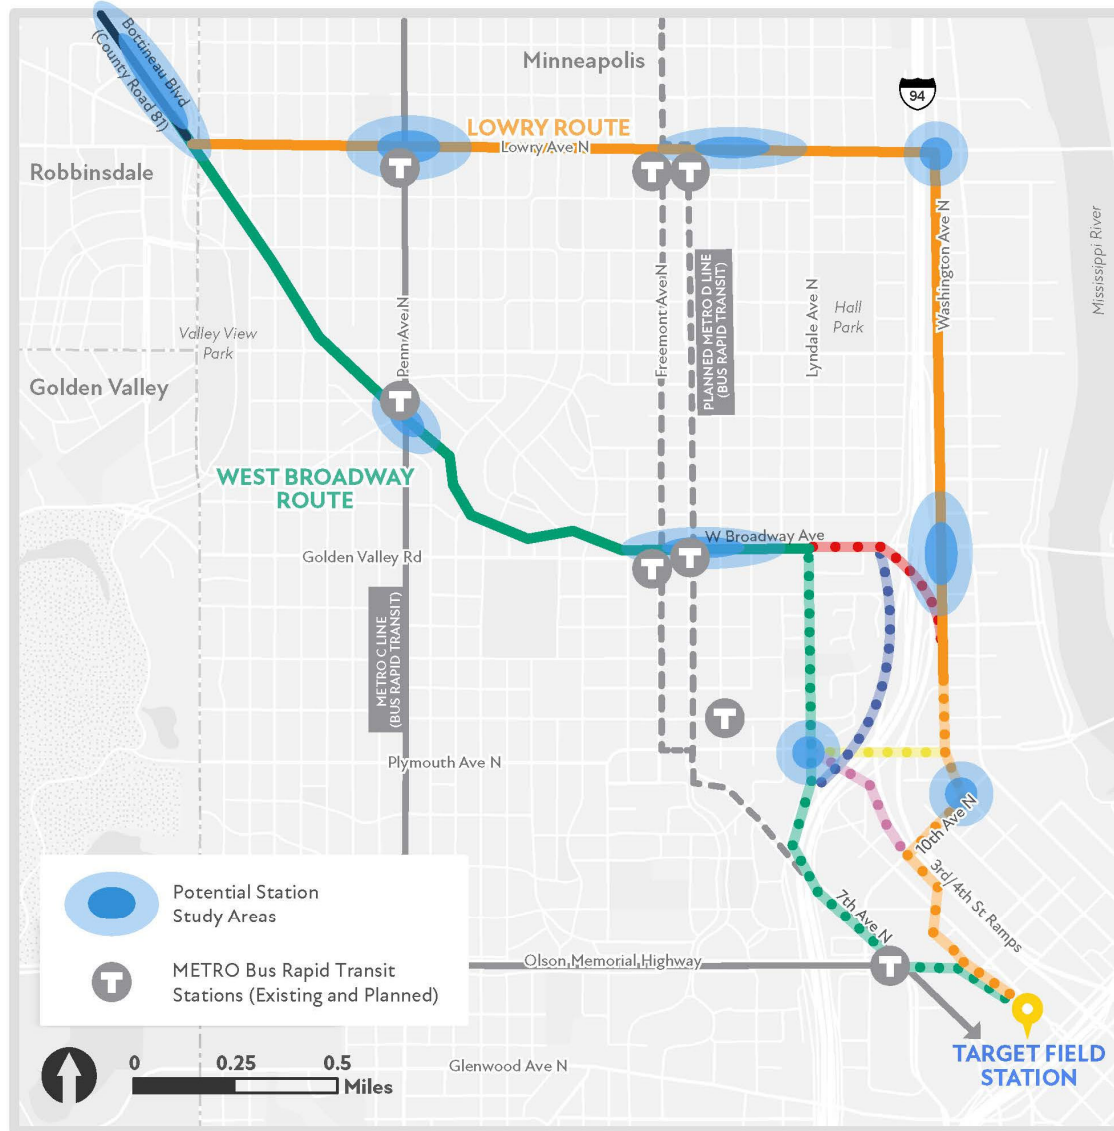 Bottineau Blvd
(County Road 81)
Minneapolis
94
LOWRY ROUTE
Lowry Ave N
Robbinsdale
T
T
T
Washington Ave N
Mississippi River
Penn Ave N
Freemont Ave N
PLANNED METRO D LINE
(BUS RAPID TRANSIT)
Lyndale Ave N
Hall
Park
Valley View
Park
Golden Valley
T
WEST BROADWAY
ROUTE
W Broadway Ave
Golden Valley Rd
T
T
METRO C LINE
(BUS RAPID TRANSIT)
T
Plymouth Ave N
10th Ave N
3rd/4th St Ramps
7th Ave N
Potential Station
Study Areas
T
METRO Bus Rapid Transit
Stations (Existing and Planned)
Olson Memorial Highway
T
0 0.25 0.5
Miles
Glenwood Ave N
TARGET FIELD
STATION